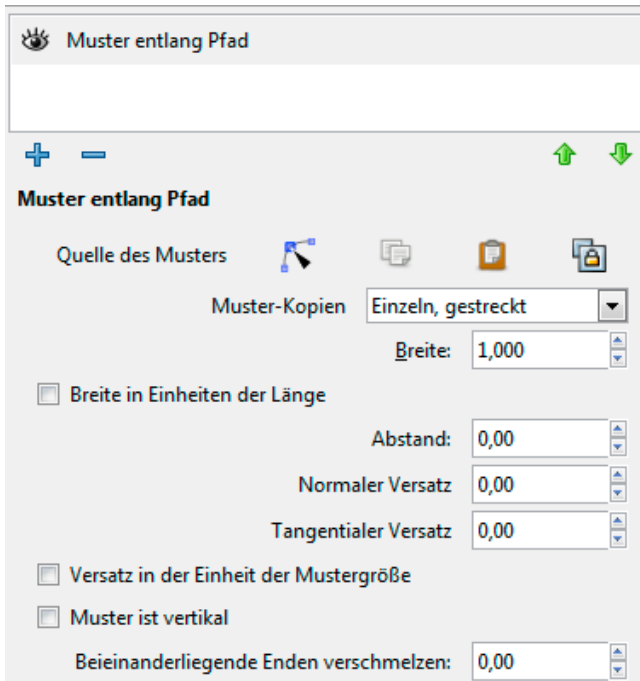 Muster entlang Pfad
Muster entlang Pfad
Quelle des Musters
Muster-Kopien Einzeln, gestreckt
Breite: 1,000
Breite in Einheiten der Länge
Abstand: 0,00
Normaler Versatz 0,00
Tangentialer Versatz 0,00
Versatz in der Einheit der Mustergröße
Muster ist vertikal
Beieinanderliegende Enden verschmelzen: 0,00